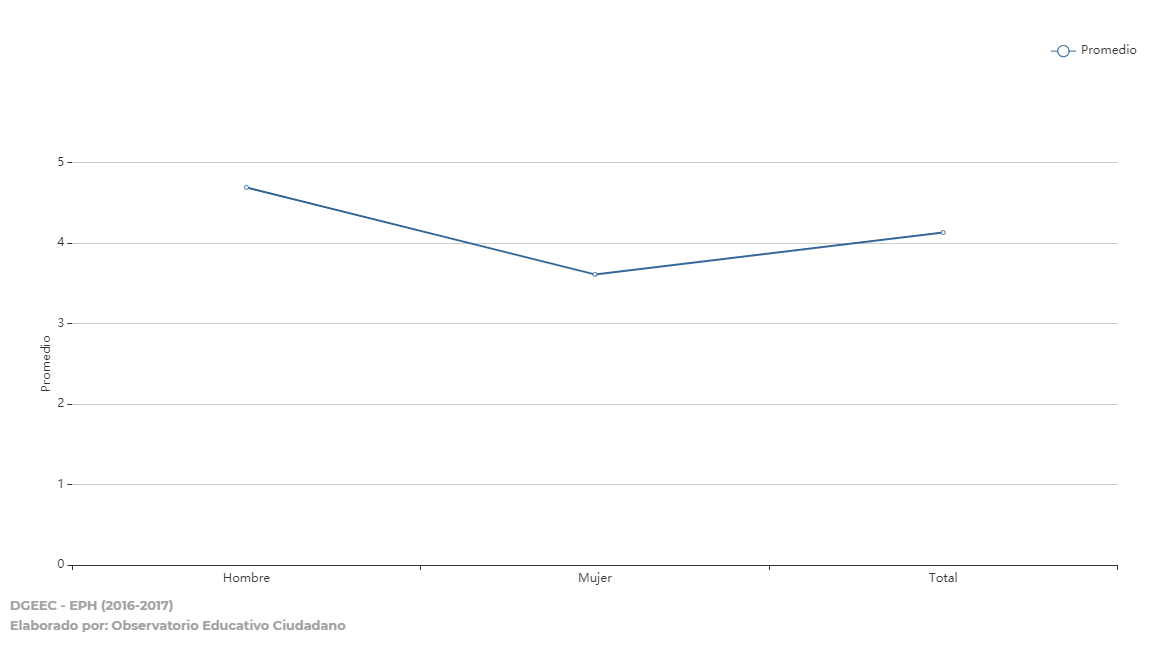 Promedio
5
4
3
2
1
0
Promedio
Hombre Mujer Total
DGEEC - EPH (2016-2017)
Elaborado por: Observatorio Educativo Ciudadano